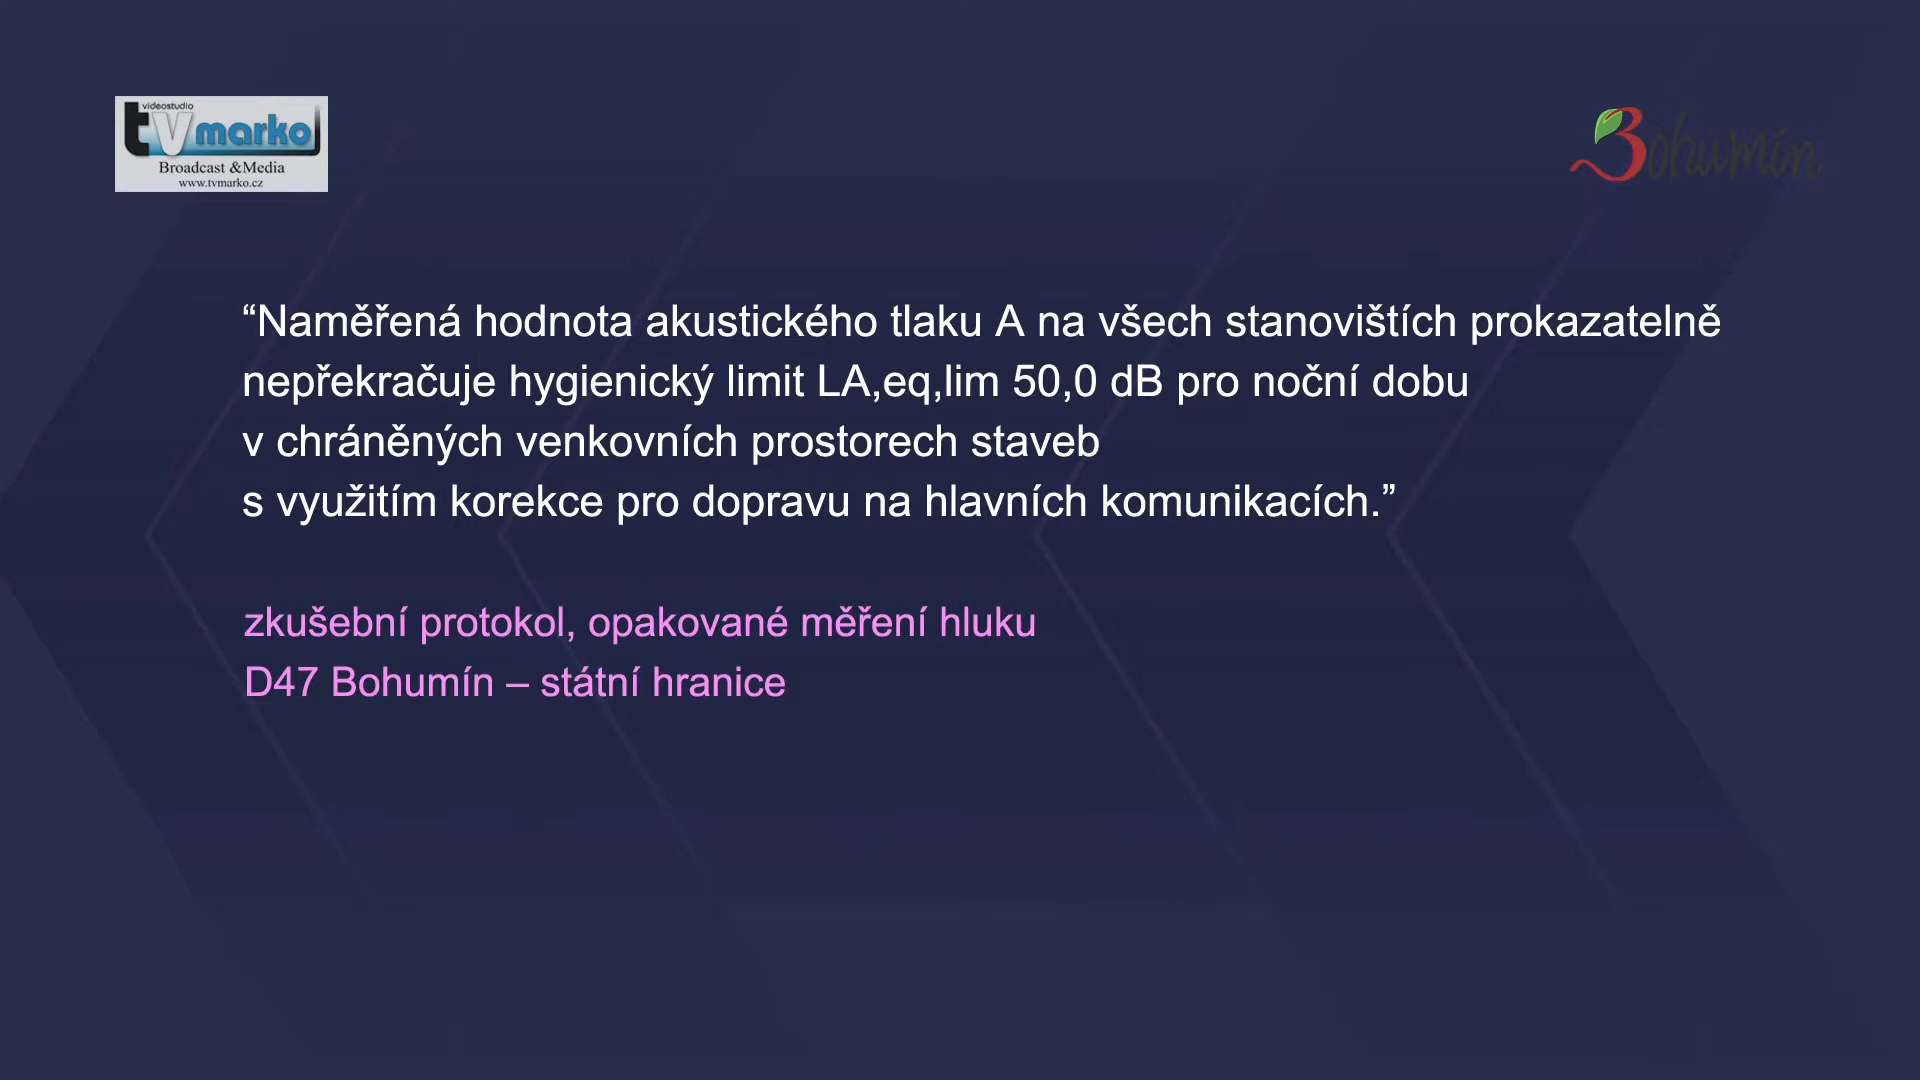 videostudio
tvmarko
Broadcast &Media
www.tvmarko.cz
Bohumín
“Naměřená hodnota akustického tlaku A na všech stanovištích prokazatelně
nepřekračuje hygienický limit LA,eq,lim 50,0 dB pro noční dobu
v chráněných venkovních prostorech staveb
s využitím korekce pro dopravu na hlavních komunikacích.”
zkušební protokol, opakované měření hluku
D47 Bohumín – státní hranice